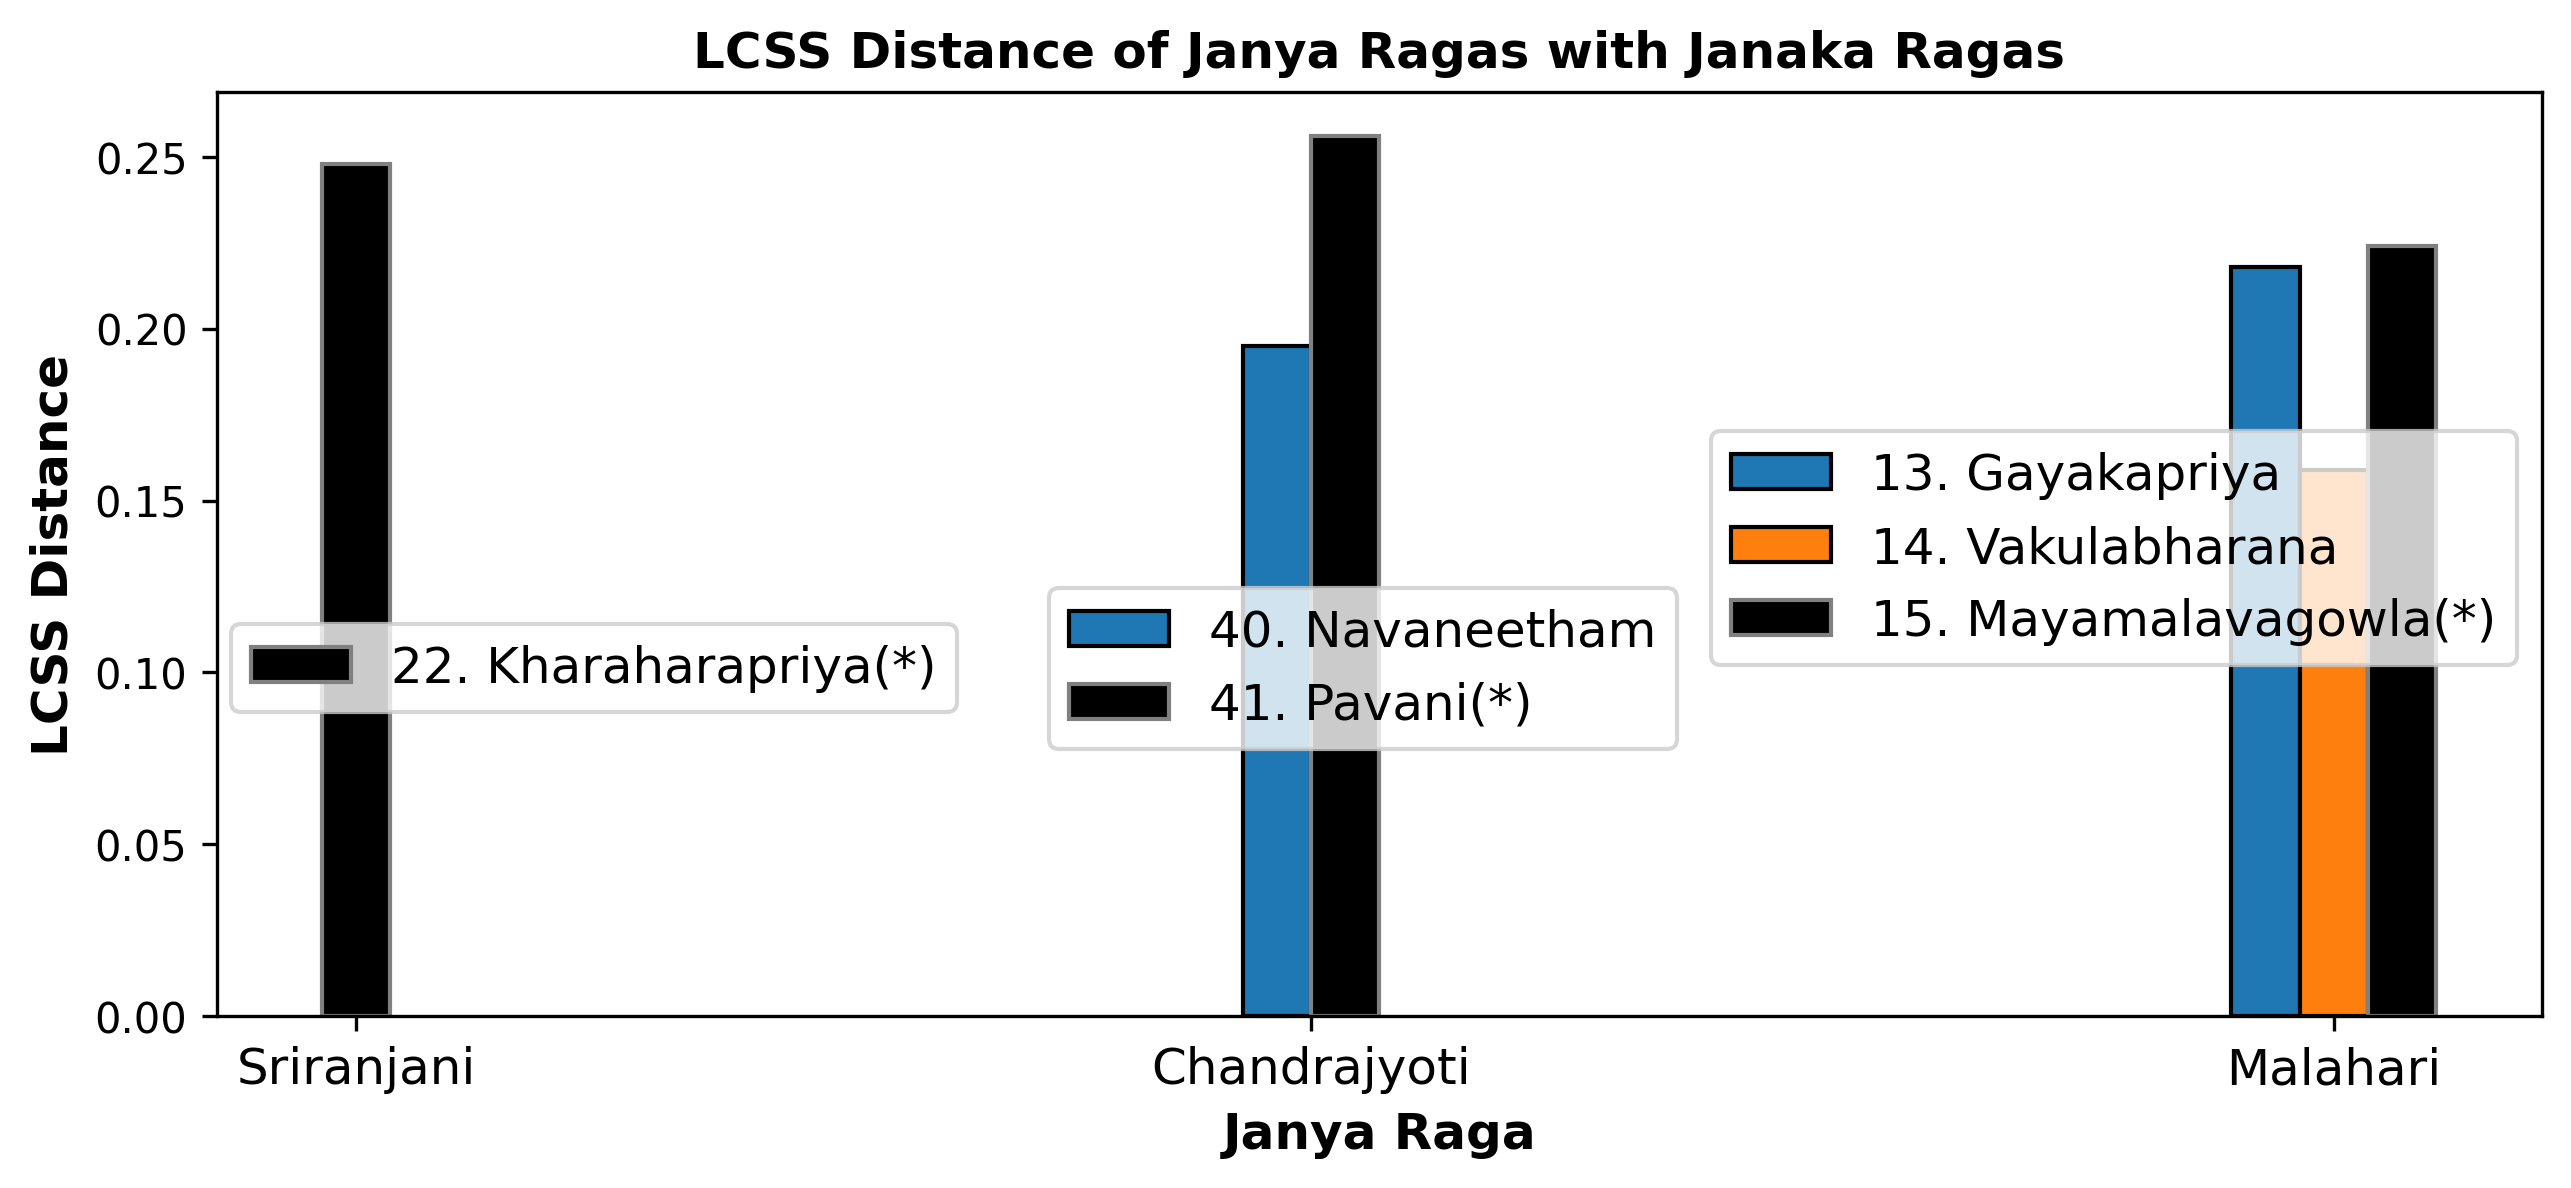 LCSS Distance of Janya Ragas with Janaka Ragas
LCSS Distance
0.25
0.20
0.15
0.10
0.05
0.00
22. Kharaharapriya(*)
40. Navaneetham
41. Pavani(*)
13. Gayakapriya
14. Vakulabharana
15. Mayamalavagowla(*)
Sriranjani
Chandrajyoti
Malahari
Janya Raga